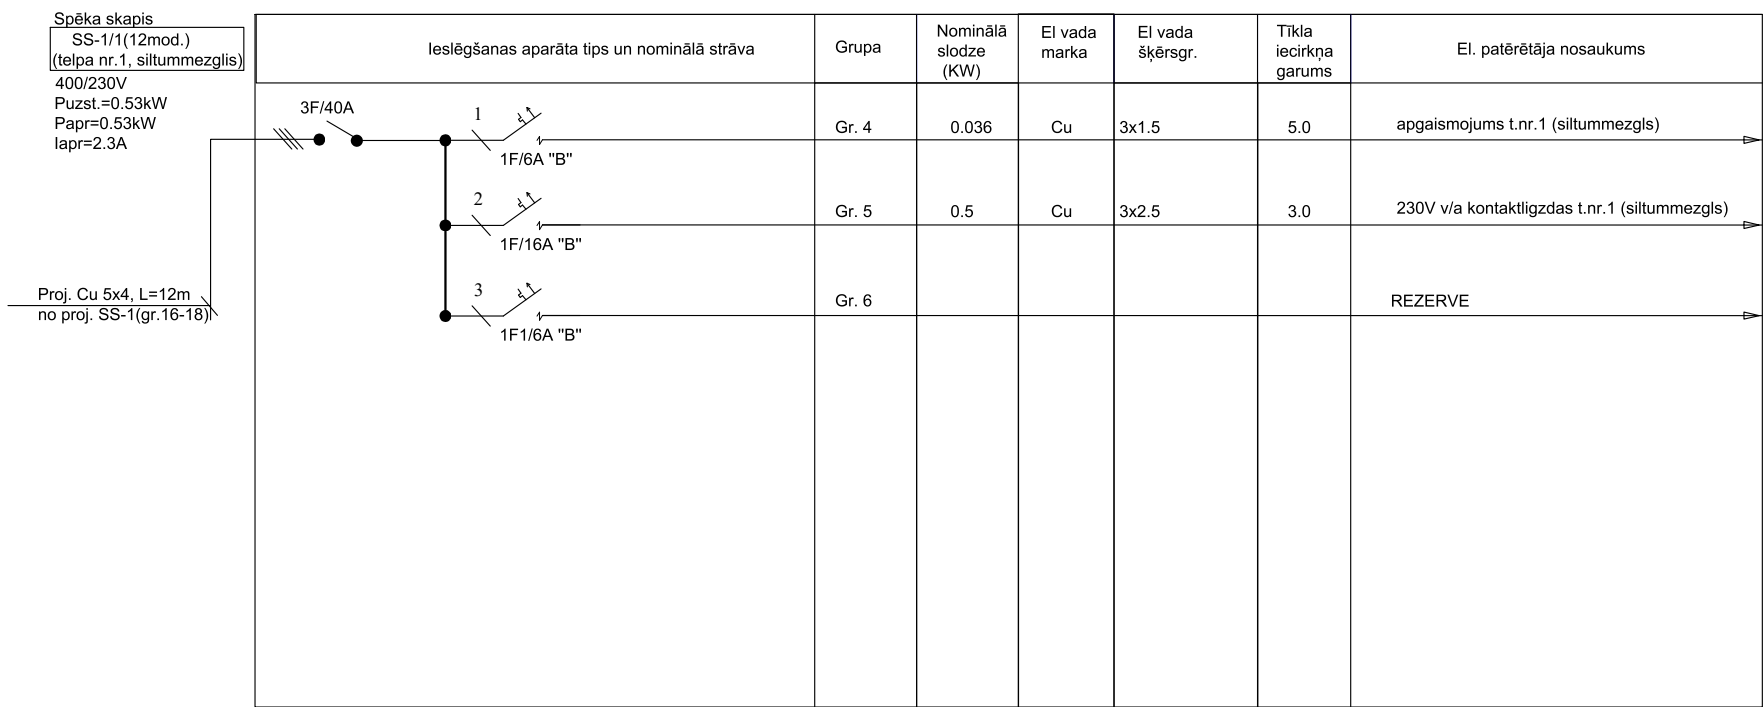 Spēka skapis
SS-1/1(12mod.)
(telpa nr.1, siltummezglis)
400/230V
Puzst.=0.53kW
Papr=0.53kW
Iapr=2.3A
Proj. Cu 5x4, L=12m
no proj. SS-1(gr.16-18)
Ieslēgšanas aparāta tips un nominālā strāva
Grupa
Nominālā
slodze
(KW)
El vada
marka
El vada
šķērsgr.
Tīkla
iecirkņa
garums
El. patērētāja nosaukums
3F/40A
1
1F/6A "B"
Gr. 4
0.036
Cu
3x1.5
5.0
apgaismojums t.nr.1 (siltummezgls)
2
1F/16A "B"
Gr. 5
0.5
Cu
3x2.5
3.0
230V v/a kontaktligzdas t.nr.1 (siltummezgls)
3
1F1/6A "B"
Gr. 6
REZERVE